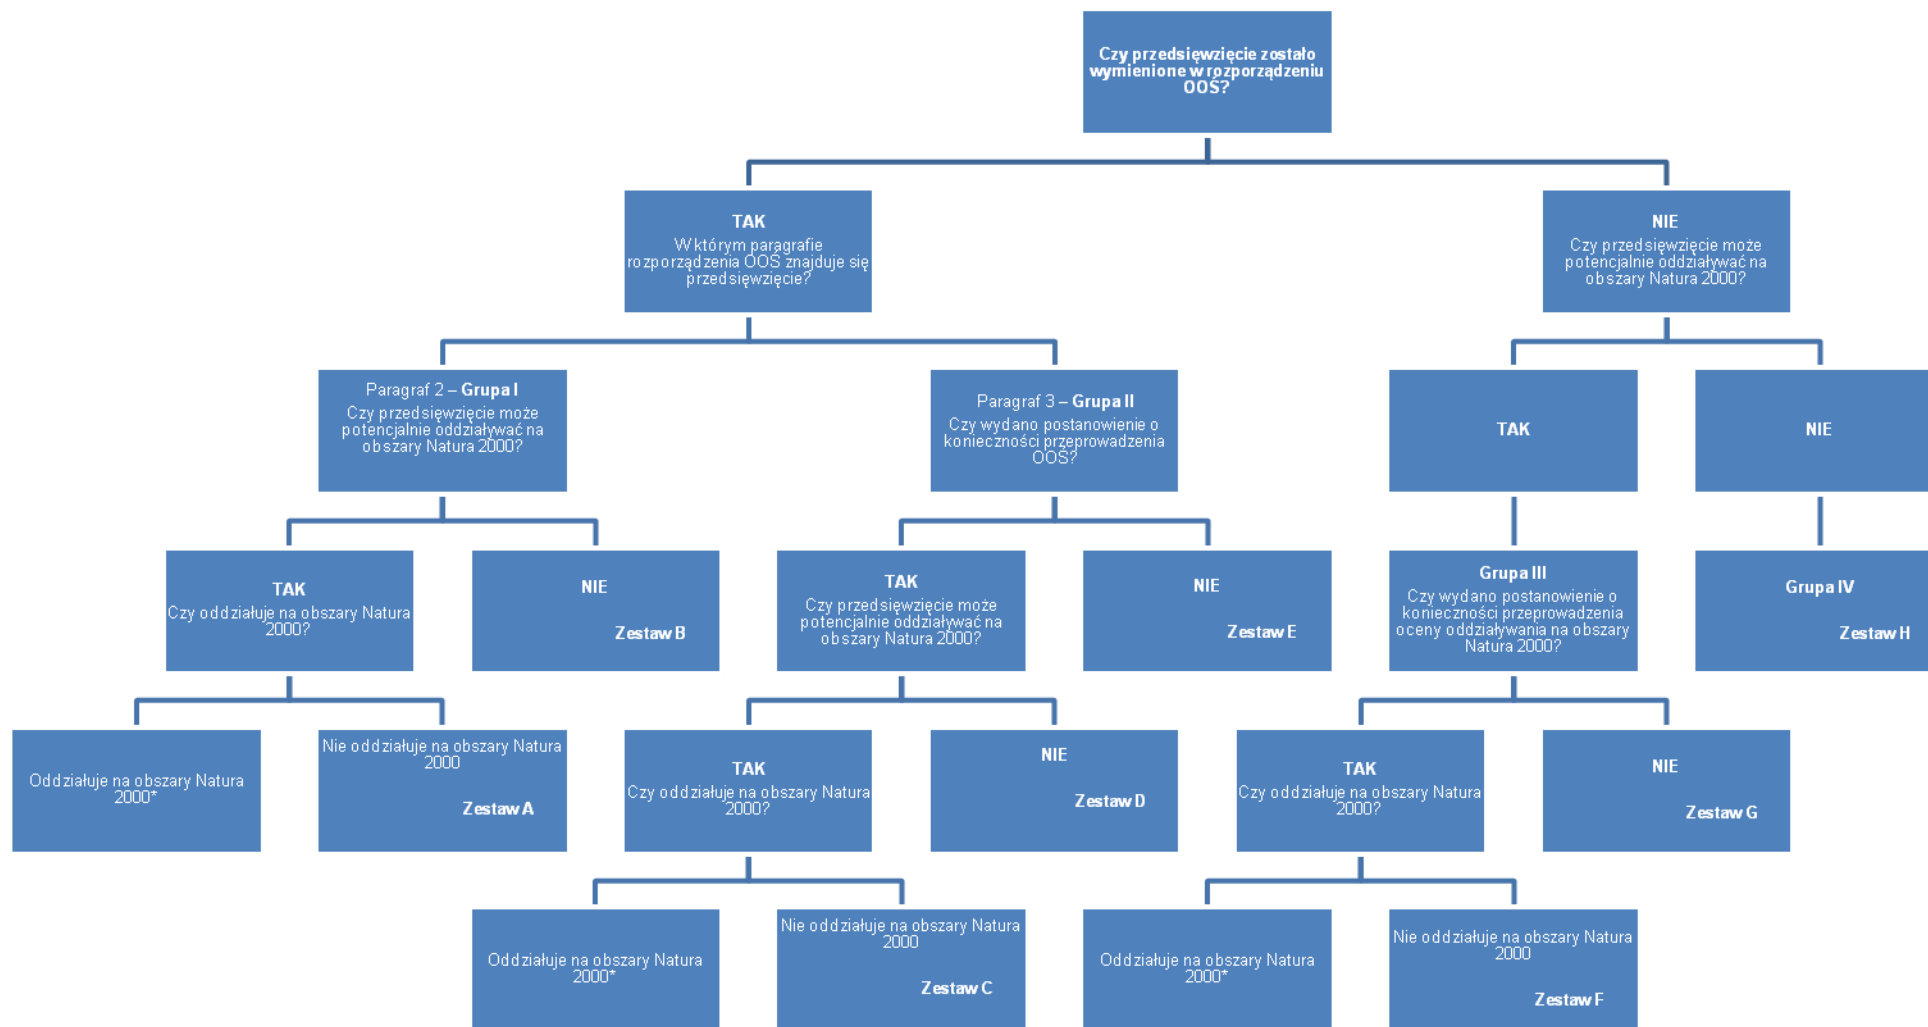 Czy przedsięwzięcie zostało
wymienione w rozporządzeniu
OOŚ?
TAK
W którym paragrafie
rozporządzenia OOŚ znajduje się
przedsięwzięcie?
NIE
Czy przedsięwzięcie może
potencjalnie oddziaływać na
obszary Natura 2000?
Paragraf 2 – Grupa I
Czy przedsięwzięcie może
potencjalnie oddziaływać na
obszary Natura 2000?
Paragraf 3 – Grupa II
Czy wydano postanowienie o
konieczności przeprowadzenia
OOŚ?
TAK
NIE
TAK
Czy oddziałuje na obszary Natura
2000?
NIE
Zestaw B
TAK
Czy przedsięwzięcie może
potencjalnie oddziaływać na
obszary Natura 2000?
NIE
Zestaw E
Grupa III
Czy wydano postanowienie o
konieczności przeprowadzenia
oceny oddziaływania na obszary
Natura 2000?
Grupa IV
Zestaw H
Oddziałuje na obszary Natura
2000*
Nie oddziałuje na obszary Natura
2000
Zestaw A
TAK
Czy oddziałuje na obszary Natura
2000?
NIE
Zestaw D
TAK
Czy oddziałuje na obszary Natura
2000?
NIE
Zestaw G
Oddziałuje na obszary Natura
2000*
Nie oddziałuje na obszary Natura
2000
Zestaw C
Oddziałuje na obszary Natura
2000*
Nie oddziałuje na obszary Natura
2000
Zestaw F